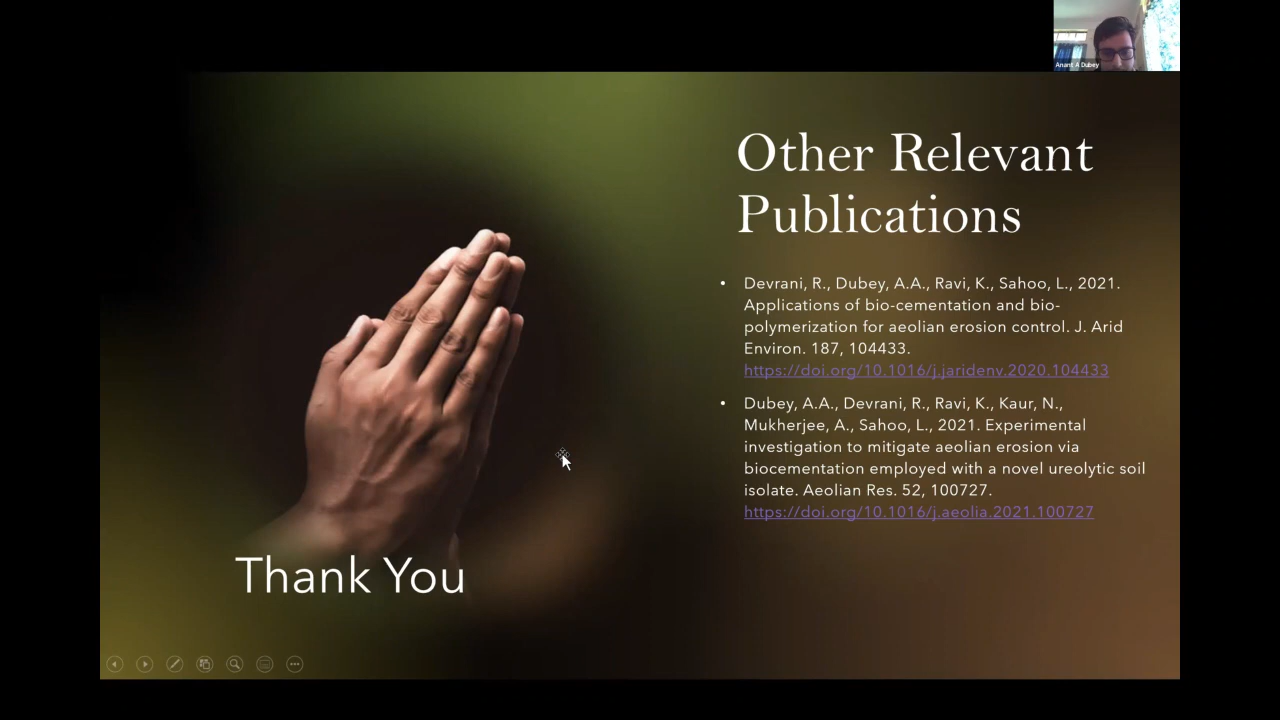 Anant A Dubey
Other Relevant
Publications
• Devrani, R., Dubey, A.A., Ravi, K., Sahoo, L., 2021.
Applications of bio-cementation and bio-
polymerization for aeolian erosion control. J. Arid
Environ. 187, 104433.
https://doi.org/10.1016/j.jaridenv.2020.104433
• Dubey, A.A., Devrani, R., Ravi, K., Kaur, N.,
Mukherjee, A., Sahoo, L., 2021. Experimental
investigation to mitigate aeolian erosion via
biocementation employed with a novel ureolytic soil
isolate. Aeolian Res. 52, 100727.
https://doi.org/10.1016/j.aeolia.2021.100727
Thank You